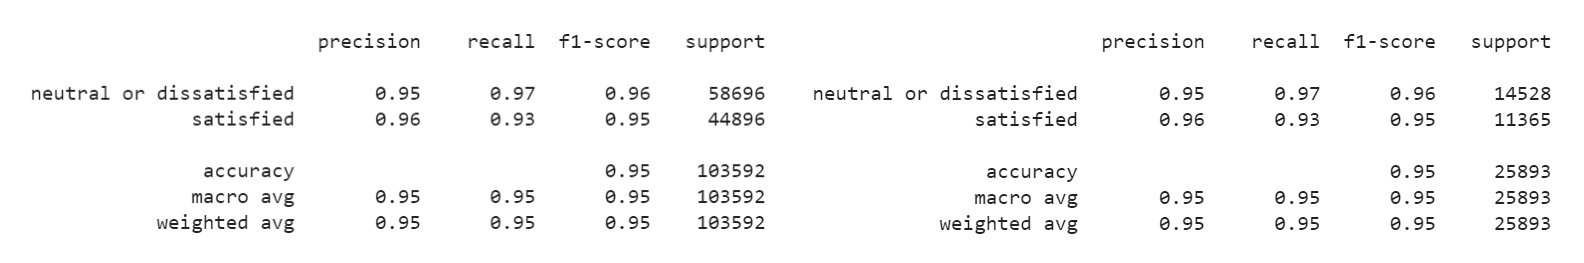 precision recall f1-score support
neutral or dissatisfied 0.95 0.97 0.96 58696
satisfied 0.96 0.93 0.95 44896
accuracy 0.95 103592
macro avg 0.95 0.95 0.95 103592
weighted avg 0.95 0.95 0.95 103592
precision recall f1-score support
neutral or dissatisfied 0.95 0.97 0.96 14528
satisfied 0.96 0.93 0.95 11365
accuracy 0.95 25893
macro avg 0.95 0.95 0.95 25893
weighted avg 0.95 0.95 0.95 25893